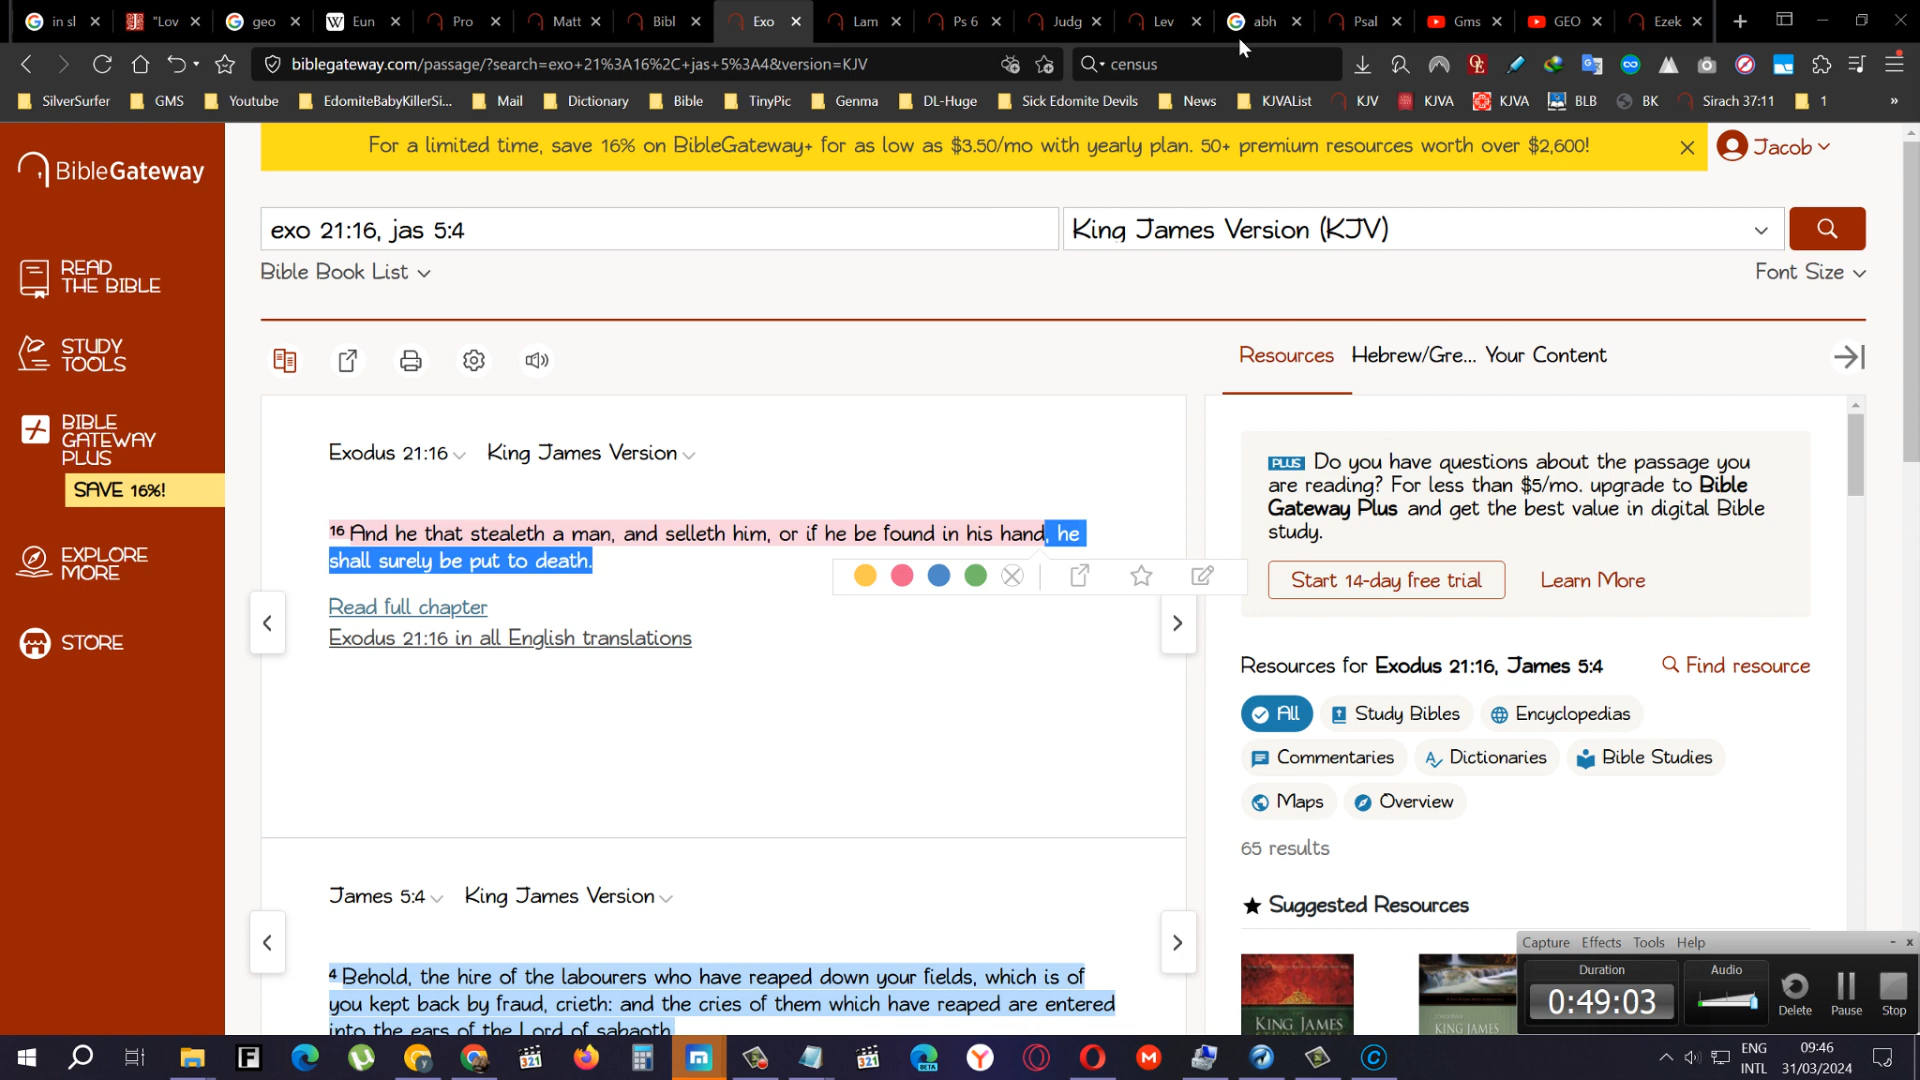 in sl
"Lov
geo
Eun
Pro
Matt
Bibl
Exo
Lam
Ps 6
Judg
Lev
abh
Psal
Gms
GEO
Ezek
biblegateway.com/passage/?search=exo+21%3A16%2C+jas+5%3A4&version=KJV
census
SilverSurfer
GMS
Youtube
EdomiteBabyKillerSi...
Mail
Dictionary
Bible
TinyPic
Genma
DL-Huge
Sick Edomite Devils
News
KJVAList
KJV
KJVA
KJVA
BLB
BK
Sirach 37:11
1
»
BibleGateway
READ
THE BIBLE
STUDY
TOOLS
BIBLE
GATEWAY
PLUS
SAVE 16%!
EXPLORE
MORE
STORE
For a limited time, save 16% on BibleGateway+ for as low as $3.50/mo with yearly plan. 50+ premium resources worth over $2,600!
Jacob
exo 21:16, jas 5:4
King James Version (KJV)
Bible Book List
Font Size
Resources
Hebrew/Gre...
Your Content
Exodus 21:16
King James Version
16 And he that stealeth a man, and selleth him, or if he be found in his hand, he
shall surely be put to death.
Read full chapter
Exodus 21:16 in all English translations
James 5:4
King James Version
4 Behold, the hire of the labourers who have reaped down your fields, which is of
you kept back by fraud, crieth: and the cries of them which have reaped are entered
into the ears of the Lord of sabaoth.
PLUS Do you have questions about the passage you
are reading? For less than $5/mo. upgrade to Bible
Gateway Plus and get the best value in digital Bible
study.
Start 14-day free trial
Learn More
Resources for Exodus 21:16, James 5:4
Find resource
All
Study Bibles
Encyclopedias
Commentaries
Dictionaries
Bible Studies
Maps
Overview
65 results
Suggested Resources
KING JAMES
KING JAMES
Capture
Effects
Tools
Help
Duration
0:49:03
Audio
Delete
Pause
Stop
ENG
INTL
09:46
31/03/2024